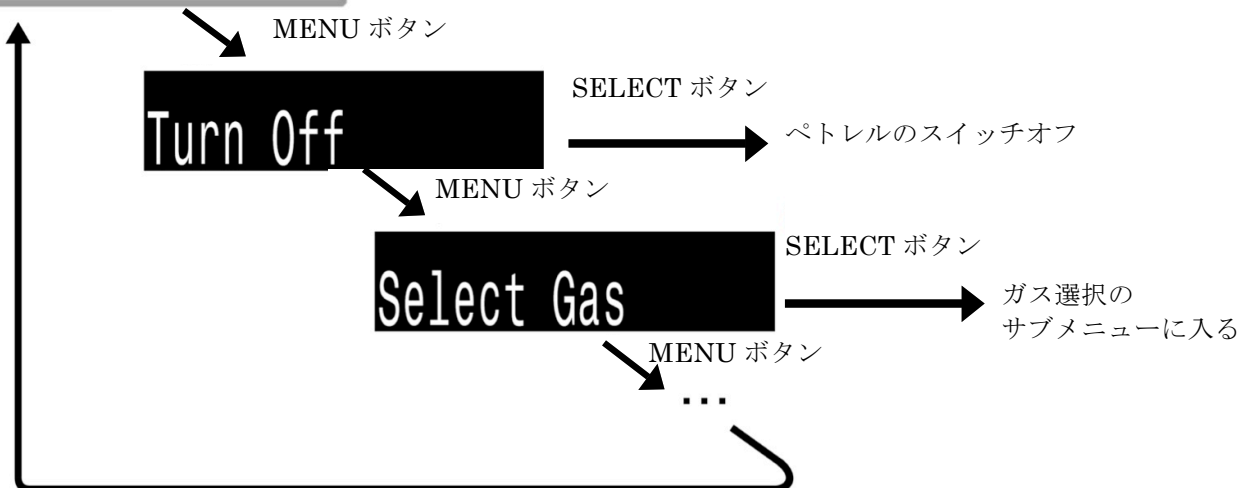 MENU ボタン
SELECT ボタン
Turn Off
ペトレルのスイッチオフ
MENU ボタン
SELECT ボタン
Select Gas
ガス選択の
サブメニューに入る
MENU ボタン
...